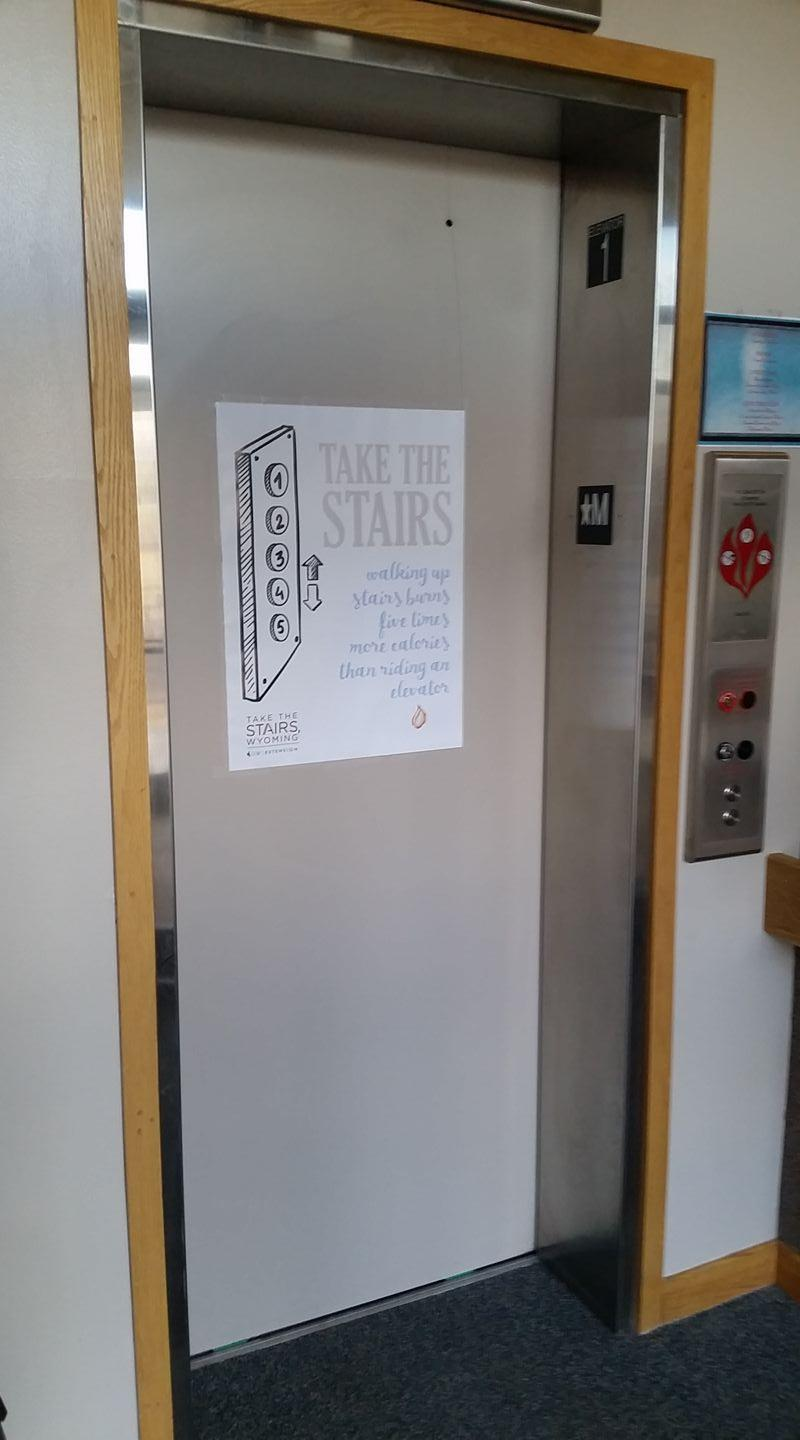 ELEVATOR
1
★M
TAKE THE
STAIRS
walking up
stairs burns
five times
more calories
than riding an
elevator
1
2
3
4
5
TAKE THE
STAIRS,
WYOMING
EXTENSION